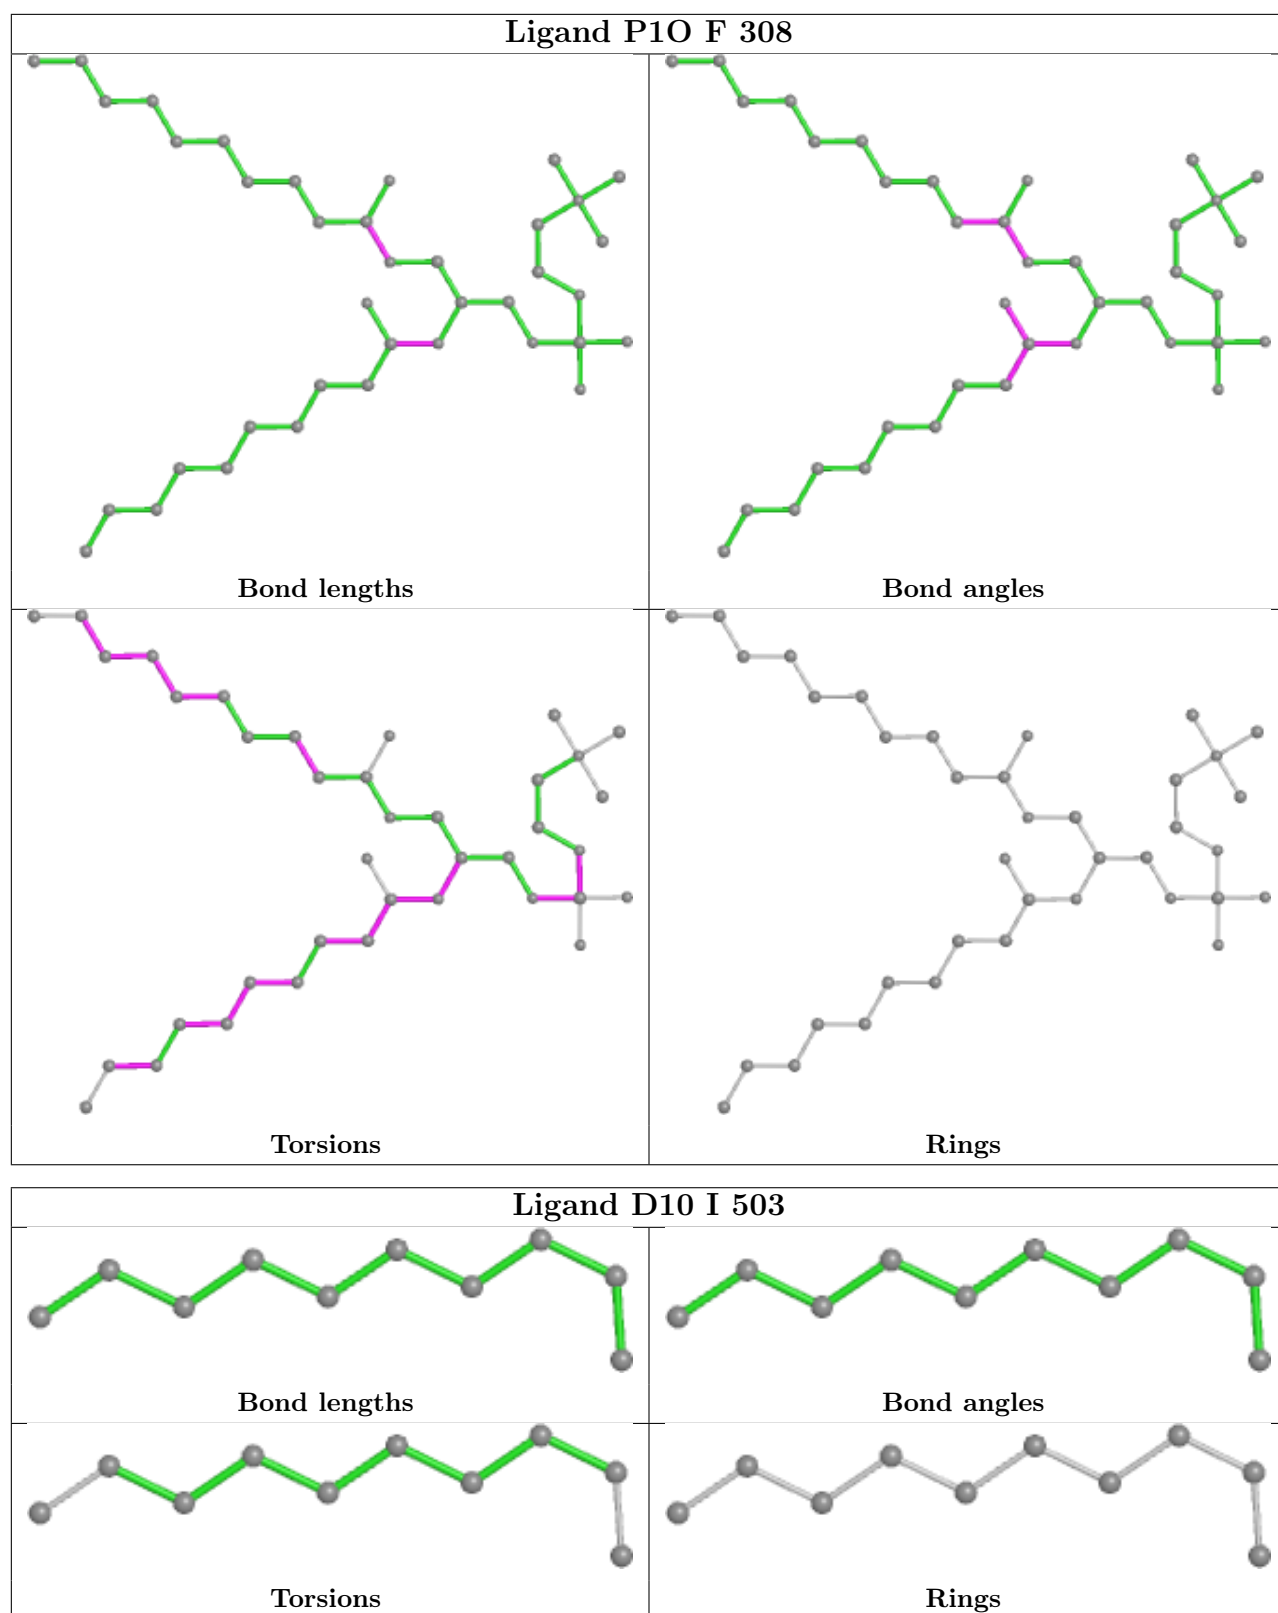 Ligand P1O F 308
Bond lengths
Bond angles
Torsions
Rings
Ligand D10 I 503
Bond lengths
Bond angles
Torsions
Rings